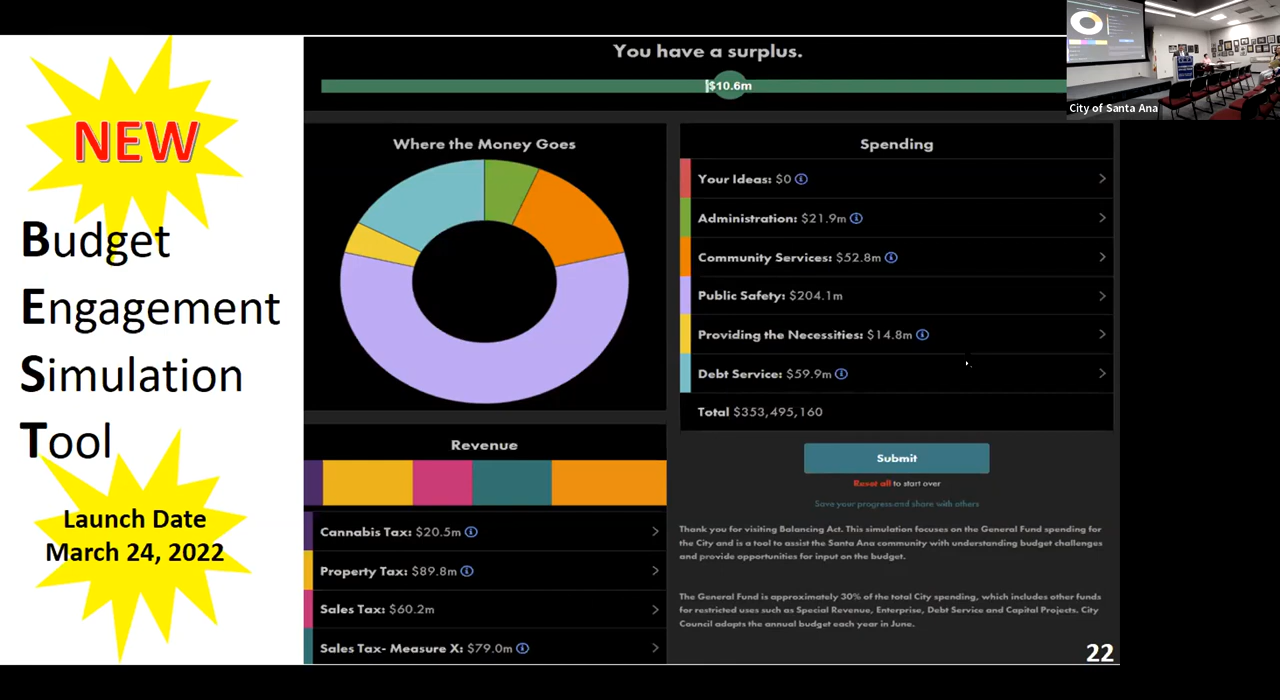 NEW
Budget
Engagement
Simulation
Tool
Launch Date
March 24, 2022
You have a surplus.
$10.6m
Where the Money Goes
Revenue
Cannabis Tax: $20.5m
Property Tax: $89.8m
Sales Tax: $60.2m
Sales Tax- Measure X: $79.0m
Spending
Your Ideas: $0
Administration: $21.9m
Community Services: $52.8m
Public Safety: $204.1m
Providing the Necessities: $14.8m
Debt Service: $59.9m
Total $353,495,160
Submit
Reset all to start over
Save your progress and share with others
Thank you for visiting Balancing Act. This simulation focuses on the General Fund spending for
the City and is a tool to assist the Santa Ana community with understanding budget challenges
and provide opportunities for input on the budget.
The General Fund is approximately 30% of the total City spending, which includes other funds
for restricted uses such as Special Revenue, Enterprise, Debt Service and Capital Projects. City
Council adopts the annual budget each year in June.
22
City of Santa Ana